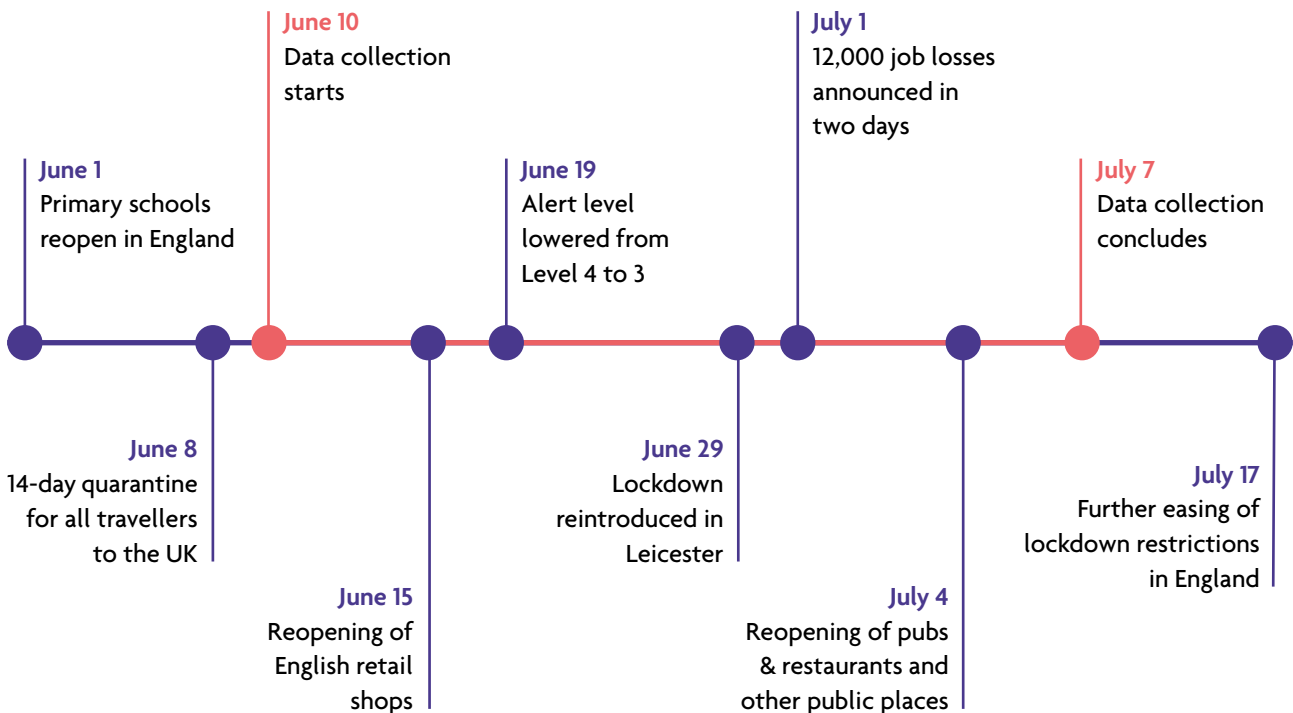 June 10
Data collection
starts
July 1
12,000 job losses
announced in
two days
June 1
Primary schools
reopen in England
June 19
Alert level
lowered from
Level 4 to 3
July 7
Data collection
concludes
June 8
14-day quarantine
for all travellers
to the UK
June 29
Lockdown
reintroduced in
Leicester
July 17
Further easing of
lockdown restrictions
in England
June 15
Reopening of
English retail
shops
July 4
Reopening of pubs
& restaurants and
other public places